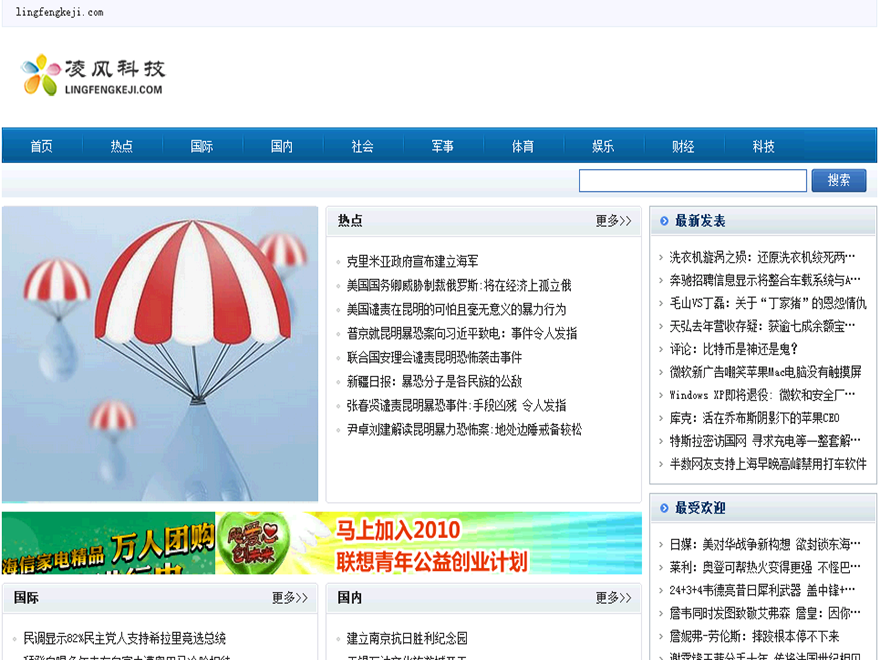 lingfengkeji.com
凌风科技
LINGFENGKEJI.COM
首页 热点 国际 国内 社会 军事 体育 娱乐 财经 科技
搜索
热点 更多>>
克里米亚政府宣布建立海军
美国国务卿威胁制裁俄罗斯:将在经济上孤立俄
美国谴责在昆明的可怕且毫无意义的暴力行为
普京就昆明暴恐案向习近平致电：事件令人发指
联合国安理会谴责昆明恐怖袭击事件
新疆日报：暴恐分子是各民族的公敌
张春贤谴责昆明暴恐事件:手段凶残 令人发指
尹卓刘建解读昆明暴力恐怖案:地处边陲戒备较松
最新发表
洗衣机漩涡之殒：还原洗衣机绞死两…
奔驰招聘信息显示将整合车载系统与A…
毛山VS丁磊：关于“丁家猪”的恩怨情仇
天弘去年营收存疑：获逾七成余额宝…
评论：比特币是神还是鬼？
微软新广告嘲笑苹果Mac电脑没有触摸屏
Windows XP即将退役：微软和安全厂…
库克：活在乔布斯阴影下的苹果CEO
特斯拉密访国网 寻求充电等一整套解…
半数网友支持上海早晚高峰禁用打车软件
海信家电精品 万人团购
马上加入2010
联想青年公益创业计划
最受欢迎
日媒：美对华战争新构想 欲封锁东海…
莱利：奥登可帮热火变得更强 不怪巴…
24+3+4韦德亮昔日犀利武器 盖中锋+…
詹韦同时发图致敬艾弗森 詹皇：因你…
詹妮弗-劳伦斯：摔跤根本停不下来
国际 更多>>
民调显示82%民主党人支持希拉里竞选总统
国内 更多>>
建立南京抗日胜利纪念园